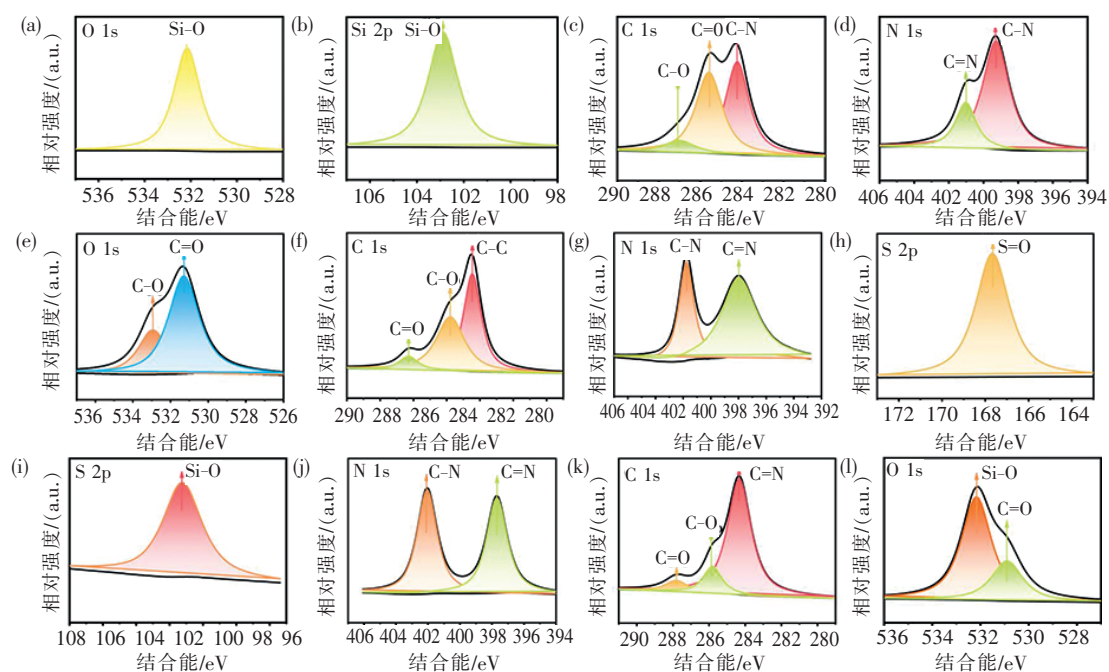 (a)
O 1s
Si–O
相对强度/(a.u.)
536 534 532 530 528
结合能/eV
(b)
Si 2p
Si–O
相对强度/(a.u.)
106 104 102 100 98
结合能/eV
(c)
C 1s
C=0
C–N
C–O
相对强度/(a.u.)
290 288 286 284 282 280
结合能/eV
(d)
N 1s
C–N
C=N
相对强度/(a.u.)
406 404 402 400 398 396 394
结合能/eV
(e)
O 1s
C=O
C–O
相对强度/(a.u.)
536 534 532 530 528 526
结合能/eV
(f)
C 1s
C–C
C–O
C=O
相对强度/(a.u.)
290 288 286 284 282 280
结合能/eV
(g)
N 1s
C–N
C=N
相对强度/(a.u.)
406 404 402 400 398 396 394 392
结合能/eV
(h)
S 2p
S=O
相对强度/(a.u.)
172 170 168 166 164
结合能/eV
(i)
S 2p
Si–O
相对强度/(a.u.)
108 106 104 102 100 98 96
结合能/eV
(j)
N 1s
C–N
C=N
相对强度/(a.u.)
406 404 402 400 398 396 394
结合能/eV
(k)
C 1s
C=N
C–O
C=O
相对强度/(a.u.)
290 288 286 284 282 280
结合能/eV
(l)
O 1s
Si–O
C=O
相对强度/(a.u.)
536 534 532 530 528
结合能/eV